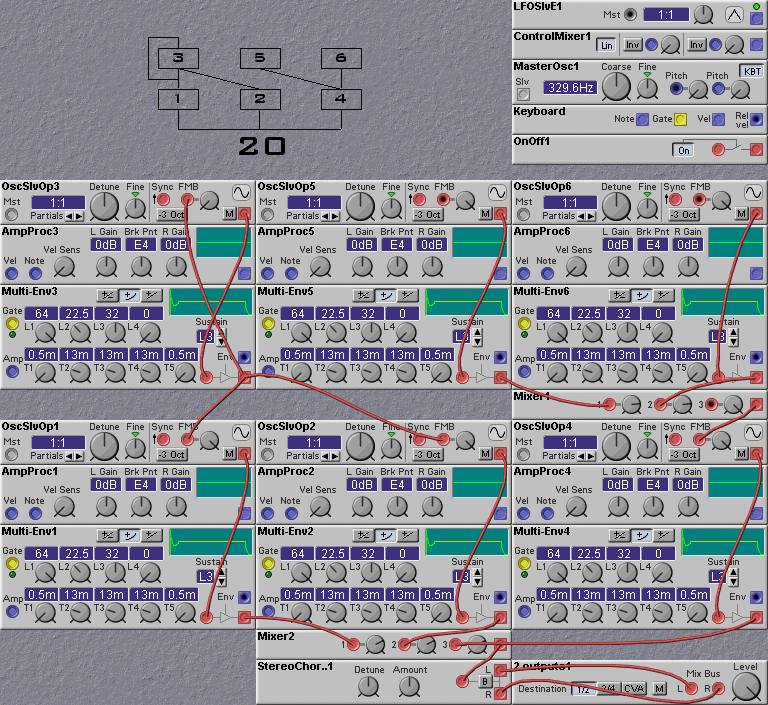 LFOSlvE1
Mst 1:1
ControlMixer1 Lin Inv Inv
MasterOsc1 Coarse Fine KBT
Slv 329.6Hz Pitch Pitch
Keyboard
Note Gate Vel Rel vel
OnOff1
On
3 5 6
1 2 4
20
OscSlvOp3 Detune Fine Sync FMB
Mst 1:1
Partials -3 Oct M
OscSlvOp5 Detune Fine Sync FMB
Mst 1:1
Partials -3 Oct M
OscSlvOp6 Detune Fine Sync FMB
Mst 1:1
Partials -3 Oct M
AmpProc3 L Gain Brk Pnt R Gain
Vel Sens 0dB E4 0dB
Vel Note
AmpProc5 L Gain Brk Pnt R Gain
Vel Sens 0dB E4 0dB
Vel Note
AmpProc6 L Gain Brk Pnt R Gain
Vel Sens 0dB E4 0dB
Vel Note
Multi-Env3
Gate 64 22.5 32 0
L1 L2 L3 L4 Sustain L3
0.5m 13m 13m 13m 0.5m Env
Amp T1 T2 T3 T4 T5
Multi-Env5
Gate 64 22.5 32 0
L1 L2 L3 L4 Sustain L3
0.5m 13m 13m 13m 0.5m Env
Amp T1 T2 T3 T4 T5
Multi-Env6
Gate 64 22.5 32 0
L1 L2 L3 L4 Sustain L3
0.5m 13m 13m 13m 0.5m Env
Amp T1 T2 T3 T4 T5
Mixer1 1 2 3
OscSlvOp1 Detune Fine Sync FMB
Mst 1:1
Partials -3 Oct M
OscSlvOp2 Detune Fine Sync FMB
Mst 1:1
Partials -3 Oct M
OscSlvOp4 Detune Fine Sync FMB
Mst 1:1
Partials -3 Oct M
AmpProc1 L Gain Brk Pnt R Gain
Vel Sens 0dB E4 0dB
Vel Note
AmpProc2 L Gain Brk Pnt R Gain
Vel Sens 0dB E4 0dB
Vel Note
AmpProc4 L Gain Brk Pnt R Gain
Vel Sens 0dB E4 0dB
Vel Note
Multi-Env1
Gate 64 22.5 32 0
L1 L2 L3 L4 Sustain L3
0.5m 13m 13m 13m 0.5m Env
Amp T1 T2 T3 T4 T5
Multi-Env2
Gate 64 22.5 32 0
L1 L2 L3 L4 Sustain L3
0.5m 13m 13m 13m 0.5m Env
Amp T1 T2 T3 T4 T5
Multi-Env4
Gate 64 22.5 32 0
L1 L2 L3 L4 Sustain L3
0.5m 13m 13m 13m 0.5m Env
Amp T1 T2 T3 T4 T5
Mixer2 1 2 3
StereoChor..1 Detune Amount L B R
2 outputs1 Mix Bus Level
Destination 1/2 3/4 CVA M L R